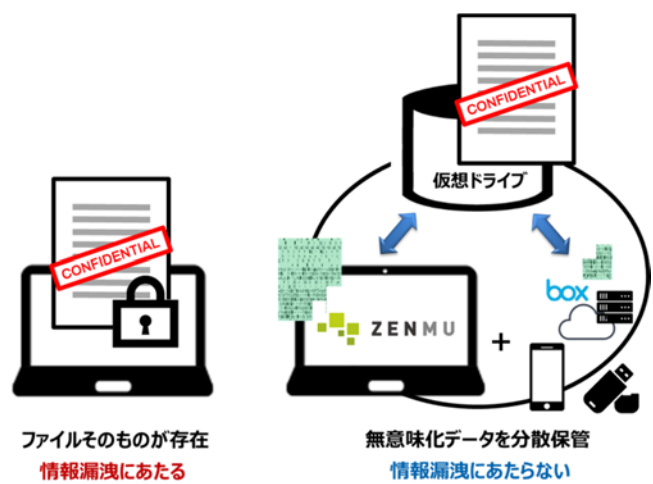 CONFIDENTIAL
ファイルそのものが存在
情報漏洩にあたる
CONFIDENTIAL
仮想ドライブ
ZENMU
+
box
無意味化データを分散保管
情報漏洩にあたらない